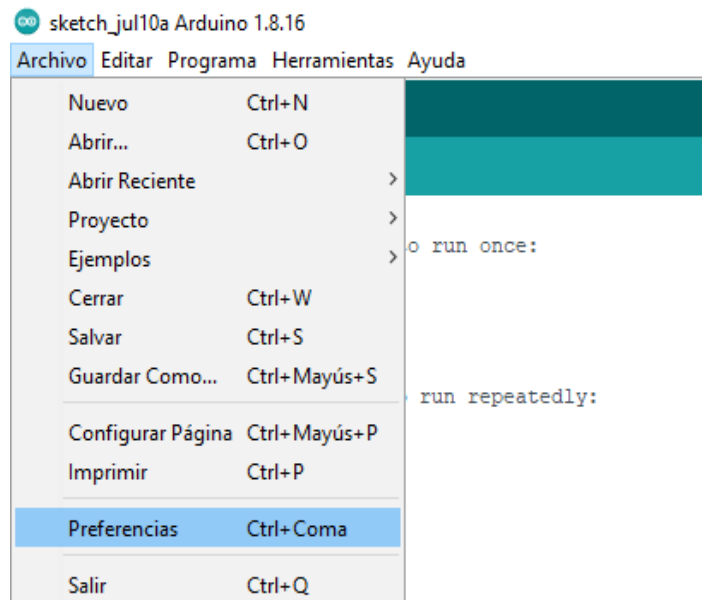 sketch_jul10a Arduino 1.8.16
Archivo Editar Programa Herramientas Ayuda
Nuevo Ctrl+N
Abrir... Ctrl+O
Abrir Reciente
Proyecto
Ejemplos
o run once:
Cerrar Ctrl+W
Salvar Ctrl+S
Guardar Como... Ctrl+Mayús+S
run repeatedly:
Configurar Página Ctrl+Mayús+P
Imprimir Ctrl+P
Preferencias Ctrl+Coma
Salir Ctrl+Q